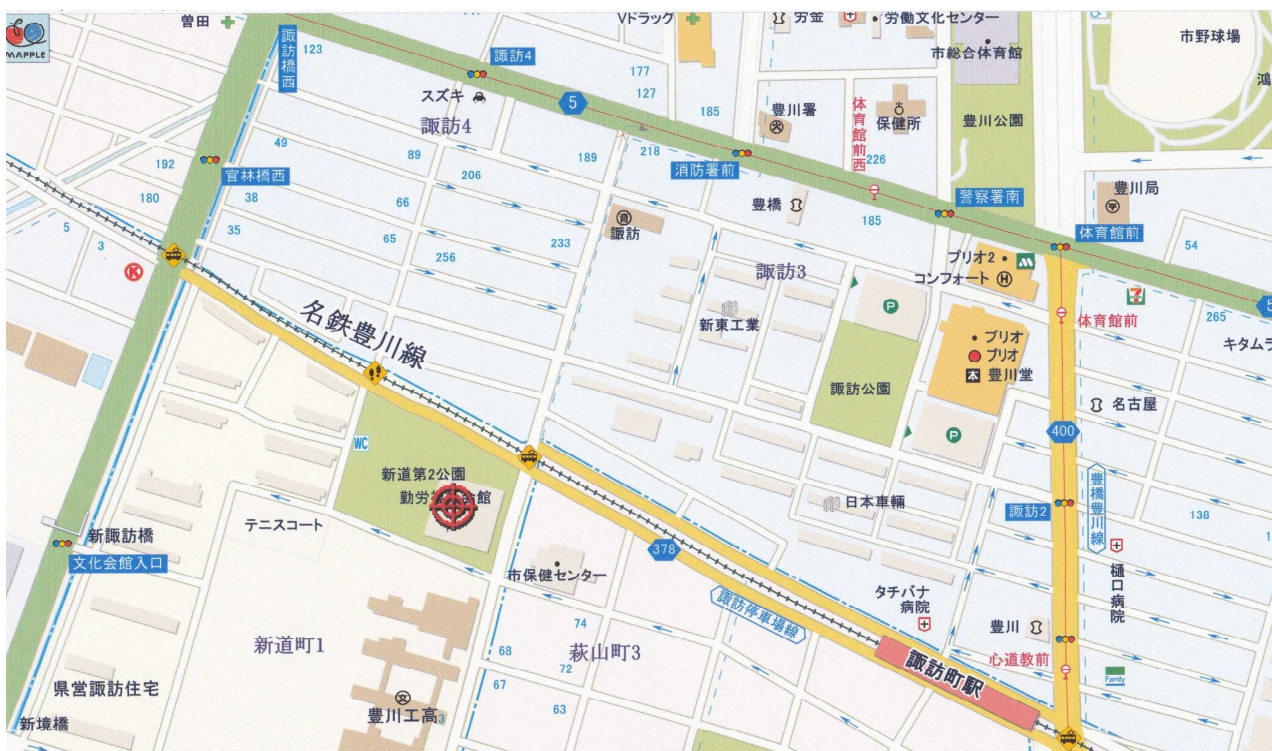 MAPPLE
曽田
諏訪橋西
123
諏訪4
スズキ
諏訪4
5
177
127
185
Vドラッグ
労金
労働文化センター
市総合体育館
市野球場
豊川署
保健所
体育館前西
226
豊川公園
192
180
官林橋西
49
89
206
189
218
消防署前
豊橋
185
警察署南
豊川局
体育館前
54
38
66
諏訪
35
65
256
233
5
3
諏訪3
プリオ2
コンフォート
体育館前
265
キタムラ
5
名鉄豊川線
新東工業
プリオ
プリオ
豊川堂
諏訪公園
名古屋
400
WC
新道第2公園
テニスコート
新諏訪橋
文化会館入口
日本車輌
諏訪2
豊橋豊川線
138
378
市保健センター
諏訪停車場線
タチバナ
病院
樋口病院
豊川
74
新道町1
68
萩山町3
72
67
63
心道教前
Family
諏訪町駅
県営諏訪住宅
新境橋
豊川工高
3